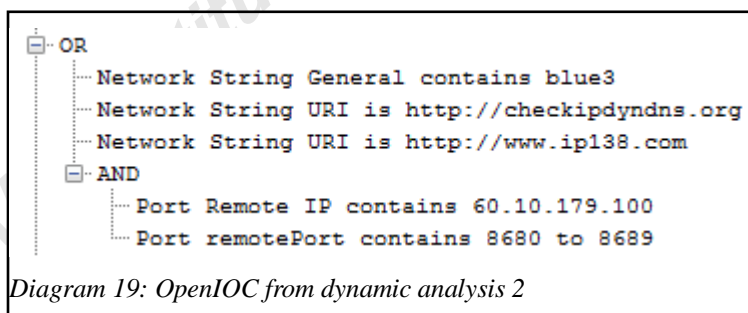 OR
Network String General contains blue3
Network String URI is http://checkipdyndns.org
Network String URI is http://www.ip138.com
AND
Port Remote IP contains 60.10.179.100
Port remotePort contains 8680 to 8689
Diagram 19: OpenIOC from dynamic analysis 2